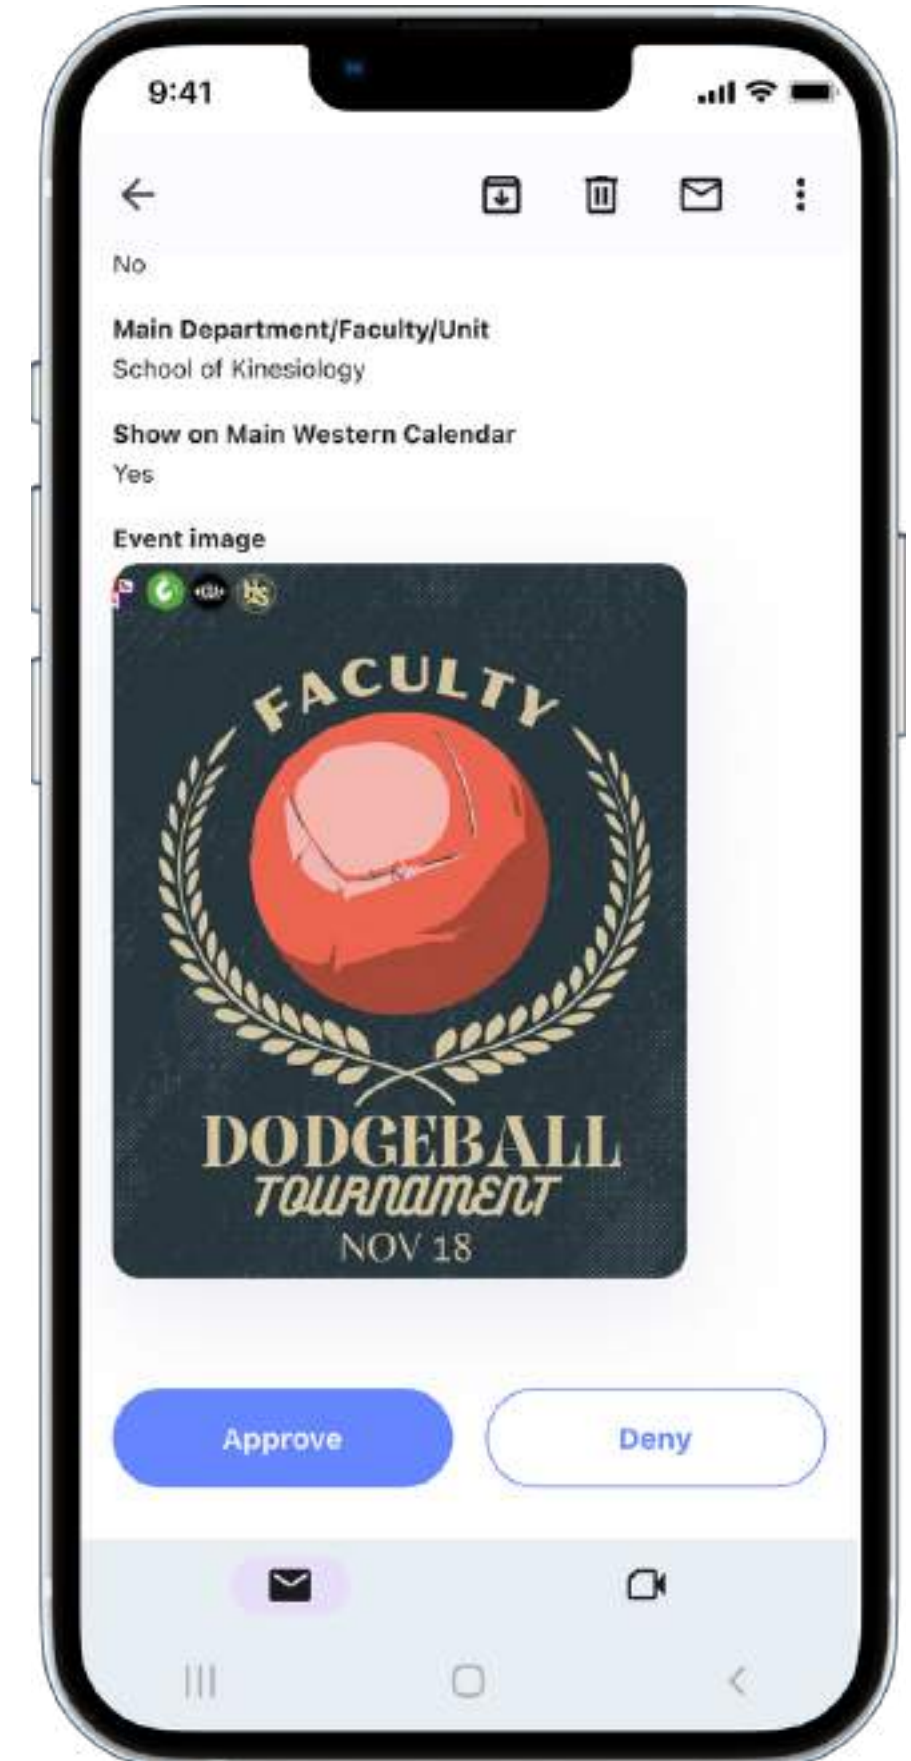 9:41
No
Main Department/Faculty/Unit
School of Kinesiology
Show on Main Western Calendar
Yes
Event image
FACULTY
DODGEBALL
TOURNAMENT
NOV 18
Approve
Deny